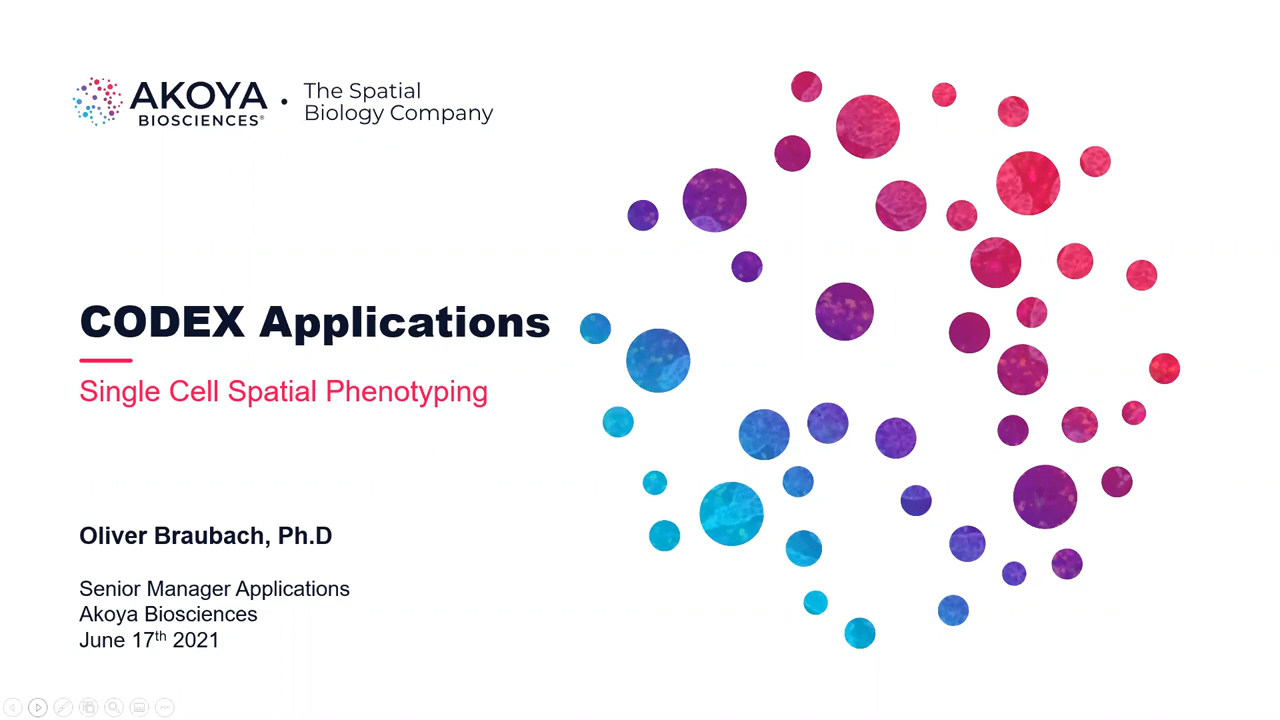 AKOYA
BIOSCIENCES®
·
The Spatial
Biology Company
CODEX Applications
Single Cell Spatial Phenotyping
Oliver Braubach, Ph.D
Senior Manager Applications
Akoya Biosciences
June 17th 2021